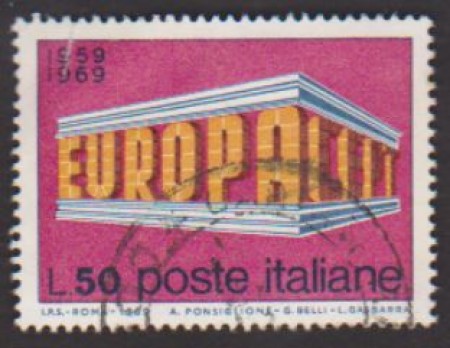 1959
1969
EUROPA CEPT
L.50 poste italiane
I.P.S.-ROMA-1969 A. PONSIGLIONE-G. BELLI-L. GASBARRA